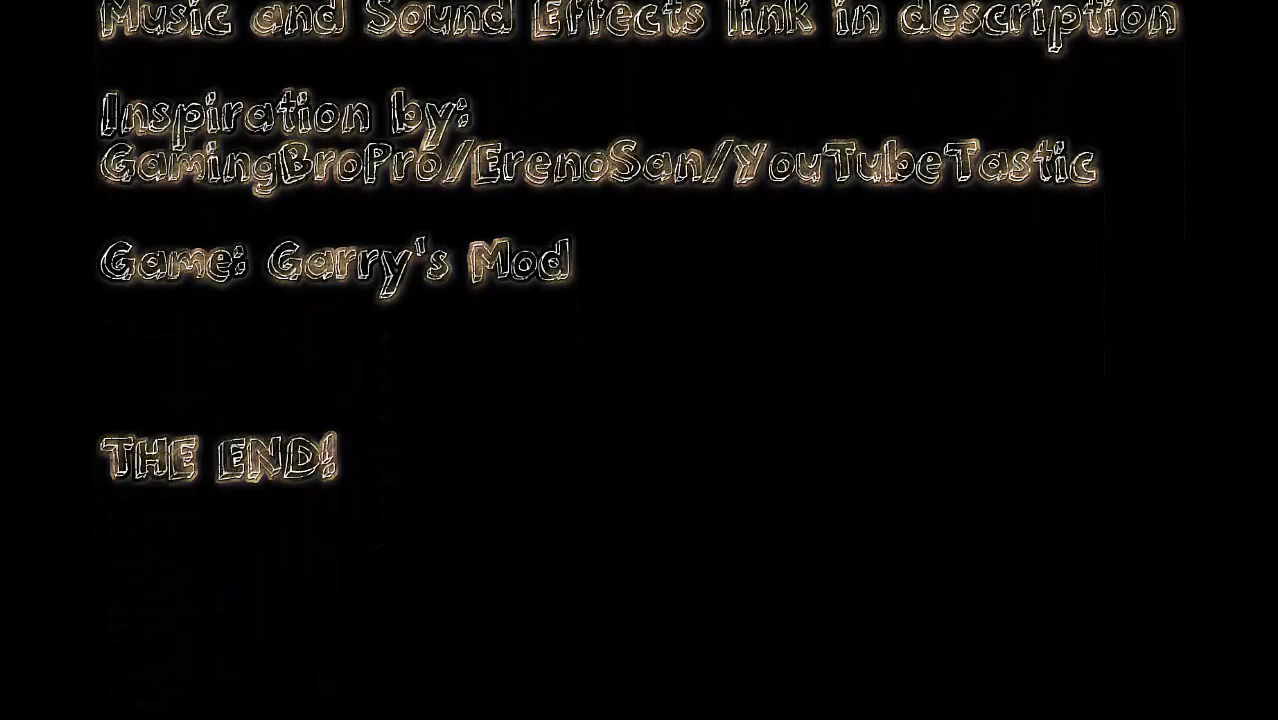 Music and Sound Effects link in description
Inspiration by:
GamingBroPro/ErenoSan/YouTubeTastic
Game: Garry's Mod
THE END!